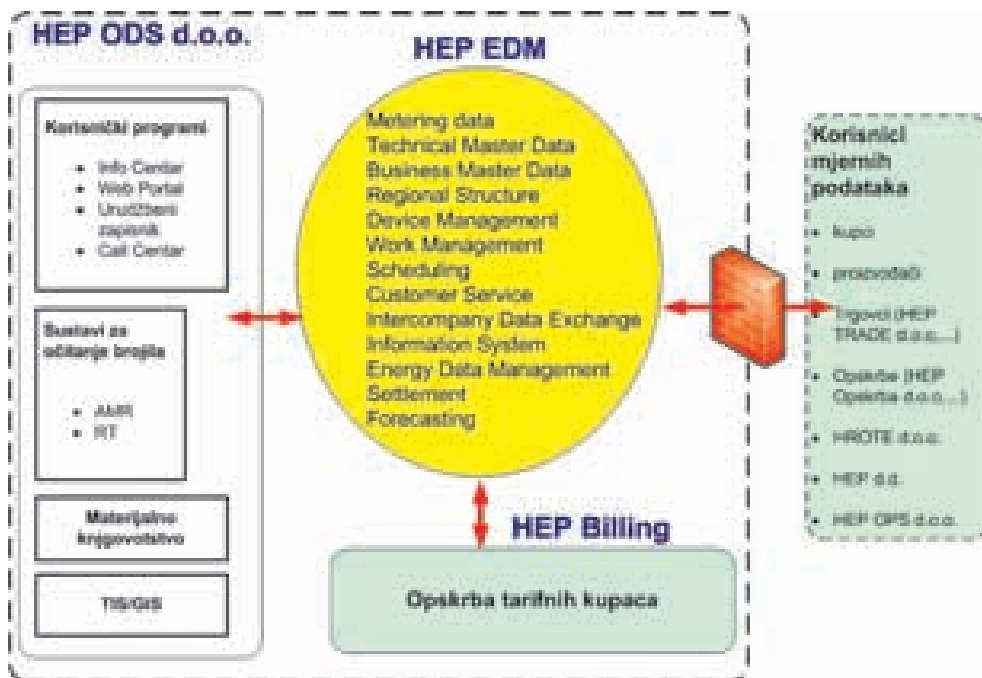 HEP ODS d.o.o.
HEP EDM
Korisnički programi
• Info Centar
• Web Portal
• Urudžbeni
zapisnik
• Call Centar
Sustavi za
očitanje brojila
• AMR
• RT
Materijalno
knjgovotstvo
TIS/GIS
Metering data
Technical Master Data
Business Master Data
Regional Structure
Device Management
Work Management
Scheduling
Customer Service
Intercompany Data Exchange
Information System
Energy Data Management
Settlement
Forecasting
HEP Billing
Opskrba tarifnih kupaca
Korisnici
mjernih
podataka
• kupo
• proizvođači
• Trgovci (HEP
TRADE d.o.o,...)
• Opskrbe (HEP
Opskrba d.o.o,...)
• HROTE d.o.o.
• HEP d.d.
• HEP OPS d.o.o.